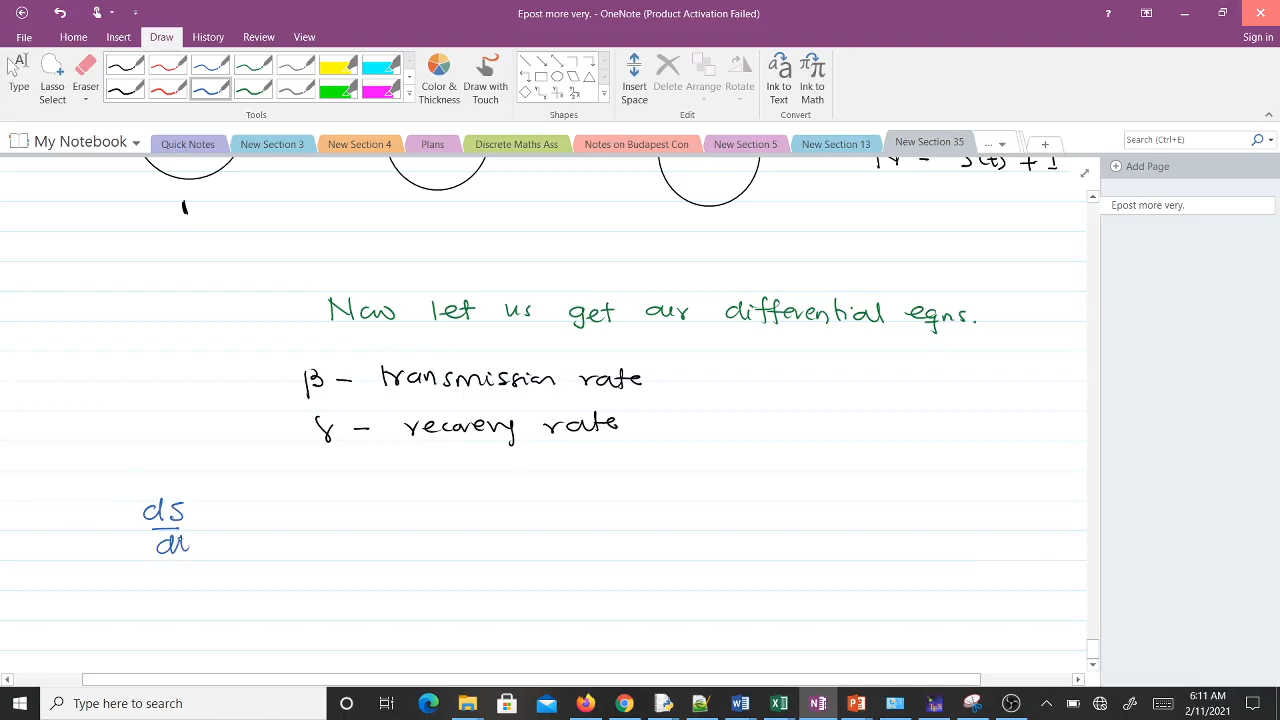 Epost more very. - OneNote (Product Activation Failed)
File Home Insert Draw History Review View
Sign in
Type
Lasso Select
Eraser
Color & Thickness
Draw with Touch
Insert Space
Delete
Arrange
Rotate
Ink to Text
Ink to Math
Tools
Shapes
Edit
Convert
My Notebook
Quick Notes
New Section 3
New Section 4
Plans
Discrete Maths Ass
Notes on Budapest Con
New Section 5
New Section 13
New Section 35
...
Search (Ctrl+E)
Add Page
Epost more very.
Now let us get our differential eqns.
β - transmission rate
γ - recovery rate
dS
Type here to search
6:11 AM
2/11/2021